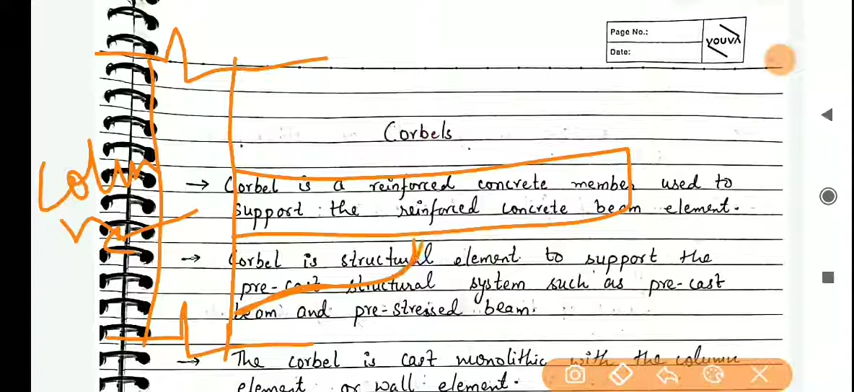 Page No.:
Date:
YOUVA
Corbels
→ Corbel is a reinforced concrete member used to
support the reinforced concrete beam element.
→ Corbel is structural element to support the
pre-cast structural system such as pre-cast
beam and pre-stressed beam.
→ The corbel is cast monolithic with the column
element or wall element.
Colum
n